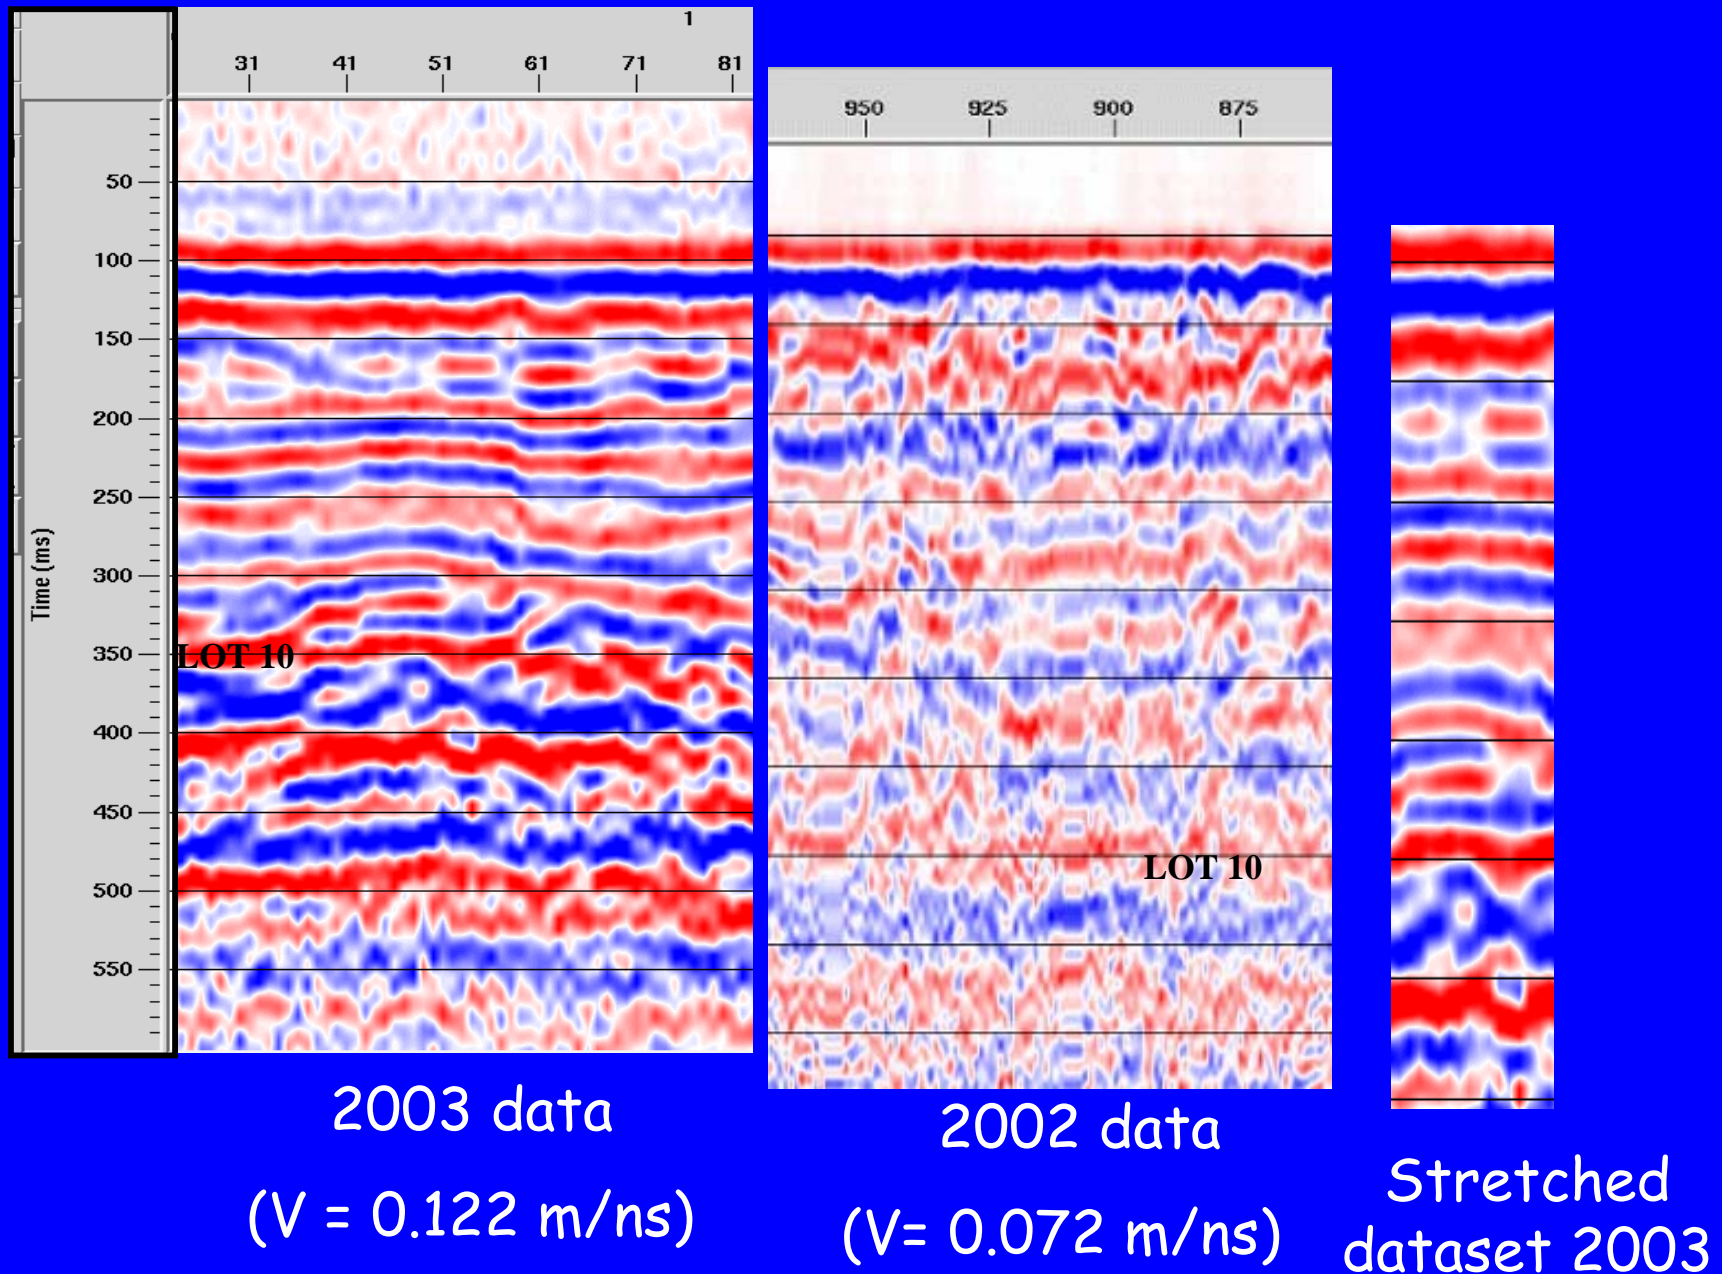 1
31 41 51 61 71 81
950 925 900 875
50
100
150
200
250
300
350
400
450
500
550
Time (ms)
LOT 10
LOT 10
2003 data
(V = 0.122 m/ns)
2002 data
(V= 0.072 m/ns)
Stretched
dataset 2003